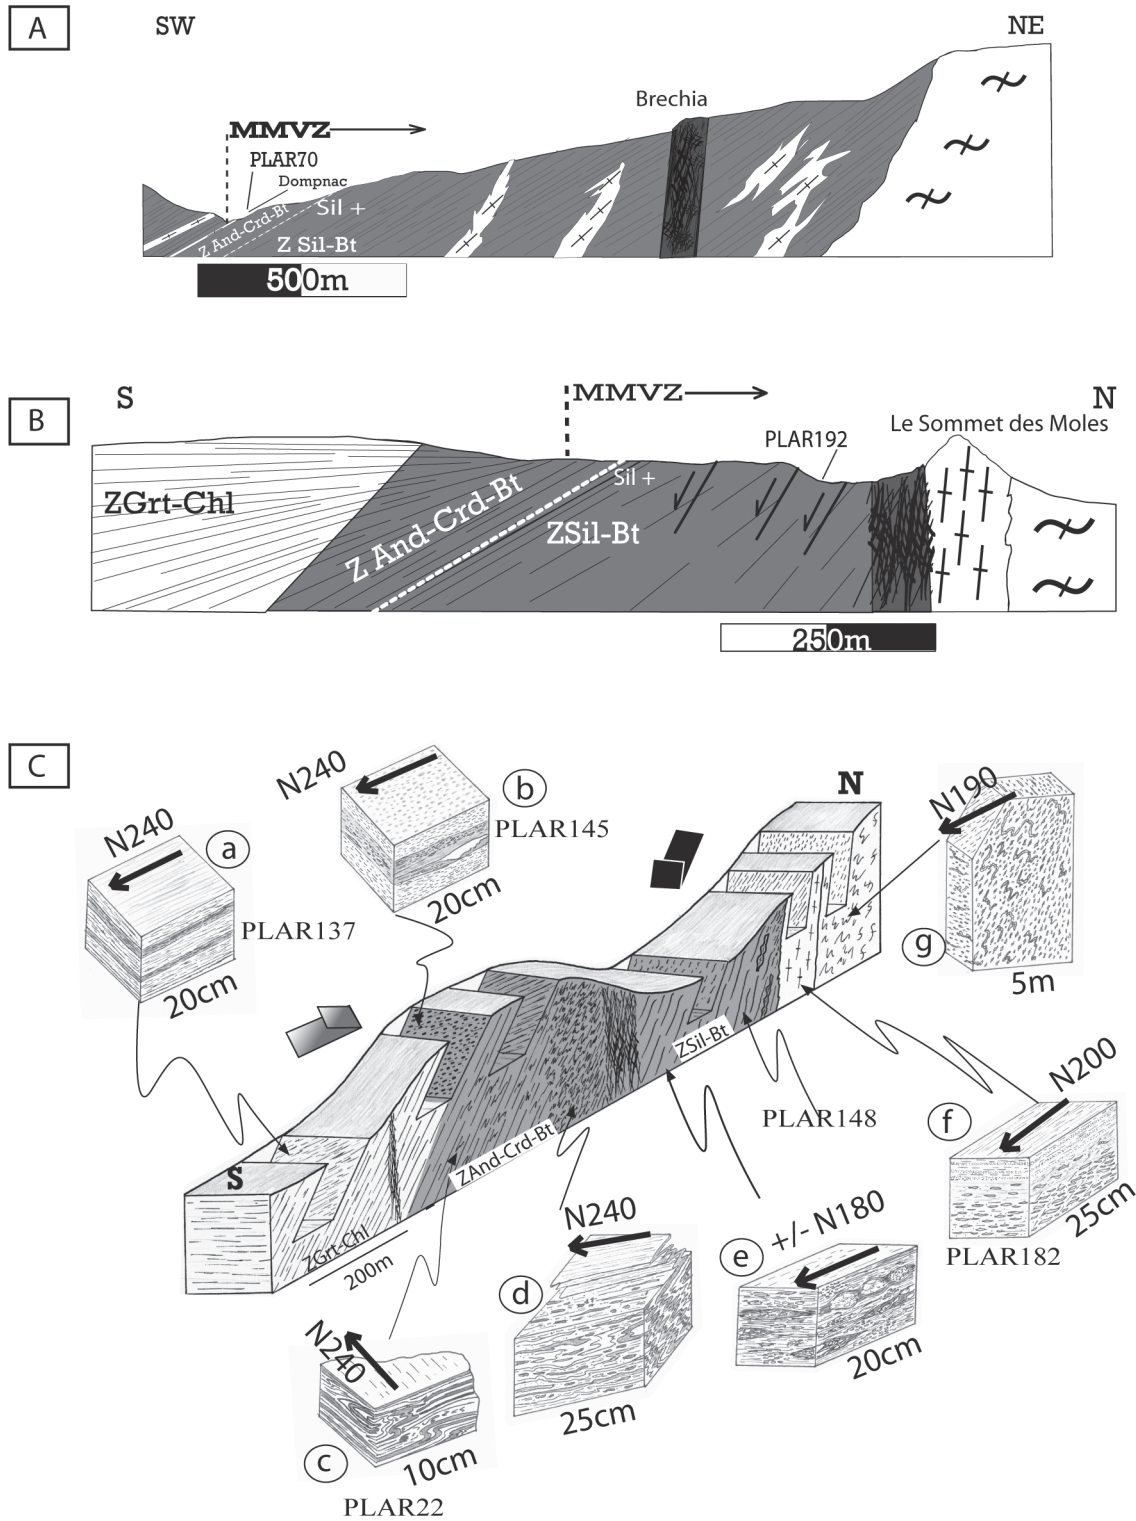 A
SW
NE
Brechia
MMVZ
PLAR70
Dompnac
Sil +
Z And-Crd-Bt
Z Sil-Bt
500m
B
S
N
MMVZ
Le Sommet des Moles
PLAR192
Sil +
ZGrt-Chl
Z And-Crd-Bt
ZSil-Bt
250m
C
N240
a
PLAR137
20cm
N240
b
PLAR145
20cm
N
N190
g
5m
S
ZGrt-Chl
200m
ZAnd-Crd-Bt
ZSil-Bt
PLAR148
N200
f
25cm
PLAR182
N240
c
10cm
PLAR22
N240
d
25cm
e
+/- N180
20cm